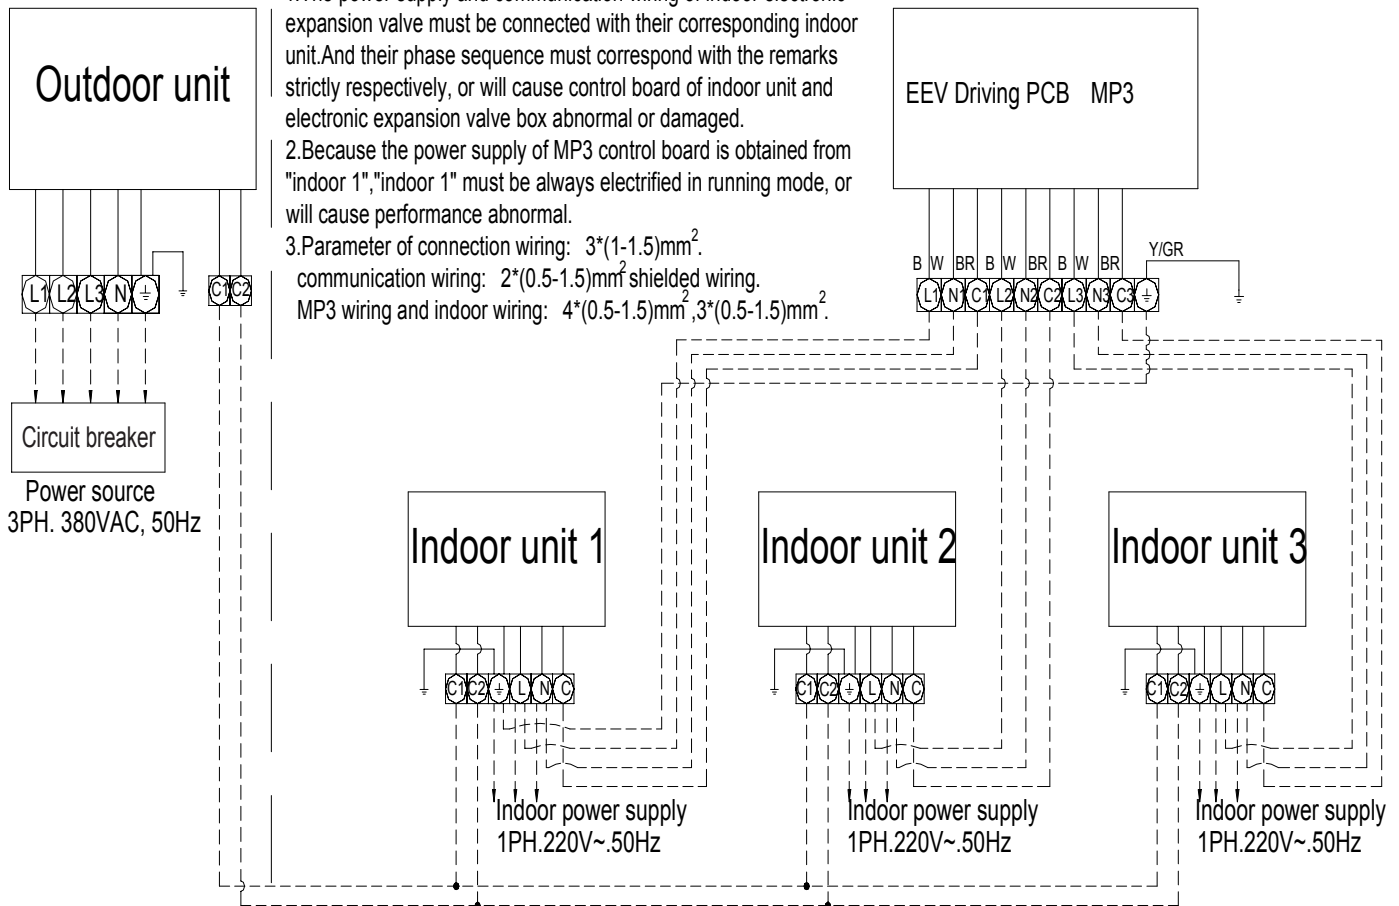 expansion valve must be connected with their corresponding indoor
unit.And their phase sequence must correspond with the remarks
strictly respectively, or will cause control board of indoor unit and
electronic expansion valve box abnormal or damaged.
2.Because the power supply of MP3 control board is obtained from
"indoor 1","indoor 1" must be always electrified in running mode, or
will cause performance abnormal.
3.Parameter of connection wiring: 3*(1-1.5)mm².
communication wiring: 2*(0.5-1.5)mm² shielded wiring.
MP3 wiring and indoor wiring: 4*(0.5-1.5)mm²,3*(0.5-1.5)mm².
Outdoor unit
L1 L2 L3 N C1 C2
Circuit breaker
Power source
3PH. 380VAC, 50Hz
EEV Driving PCB MP3
B W BR B W BR B W BR Y/GR
L1 N1 C1 L2 N2 C2 L3 N3 C3
Indoor unit 1
C1 C2 L N C
Indoor power supply
1PH.220V~.50Hz
Indoor unit 2
C1 C2 L N C
Indoor power supply
1PH.220V~.50Hz
Indoor unit 3
C1 C2 L N C
Indoor power supply
1PH.220V~.50Hz